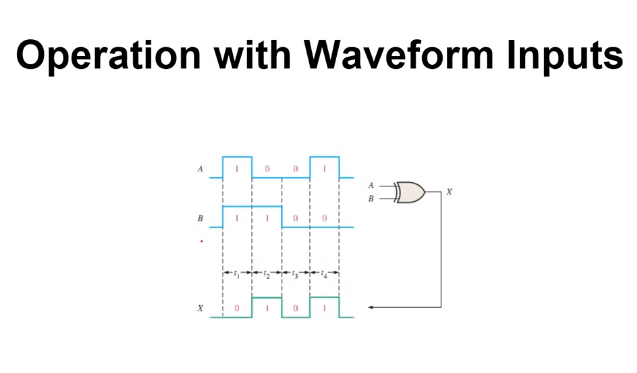 Operation with Waveform Inputs
A 1 0 0 1
A
B X
B 1 1 0 0
t1 t2 t3 t4
X 0 1 0 1